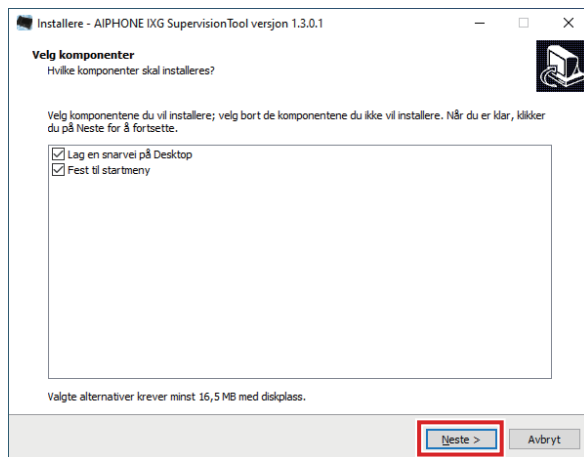 Installere - AIPHONE IXG SupervisionTool versjon 1.3.0.1
Velg komponenter
Hvilke komponenter skal installeres?
Velg komponentene du vil installere; velg bort de komponentene du ikke vil installere. Når du er klar, klikker
du på Neste for å fortsette.
Lag en snarvei på Desktop
Fest til startmeny
Valgte alternativer krever minst 16,5 MB med diskplass.
Neste >
Avbryt